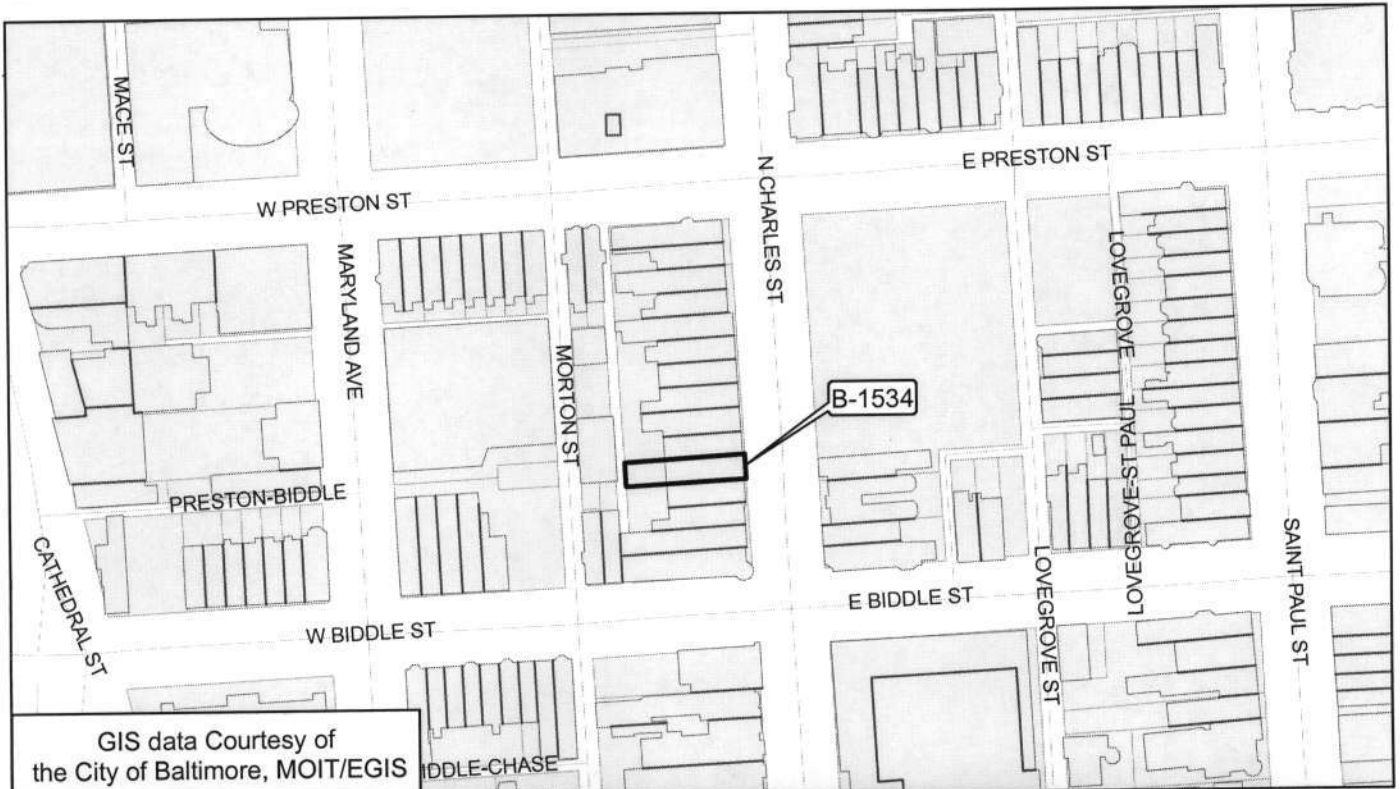 MACE ST
W PRESTON ST
E PRESTON ST
N CHARLES ST
MARYLAND AVE
MORTON ST
LOVEGROVE-ST PAUL
LOVEGROVE
B-1534
PRESTON-BIDDLE
CATHEDRAL ST
W BIDDLE ST
E BIDDLE ST
LOVEGROVE ST
LOVEGROVE
SAINT PAUL ST
GIS data Courtesy of
the City of Baltimore, MOIT/EGIS
IDDLE-CHASE